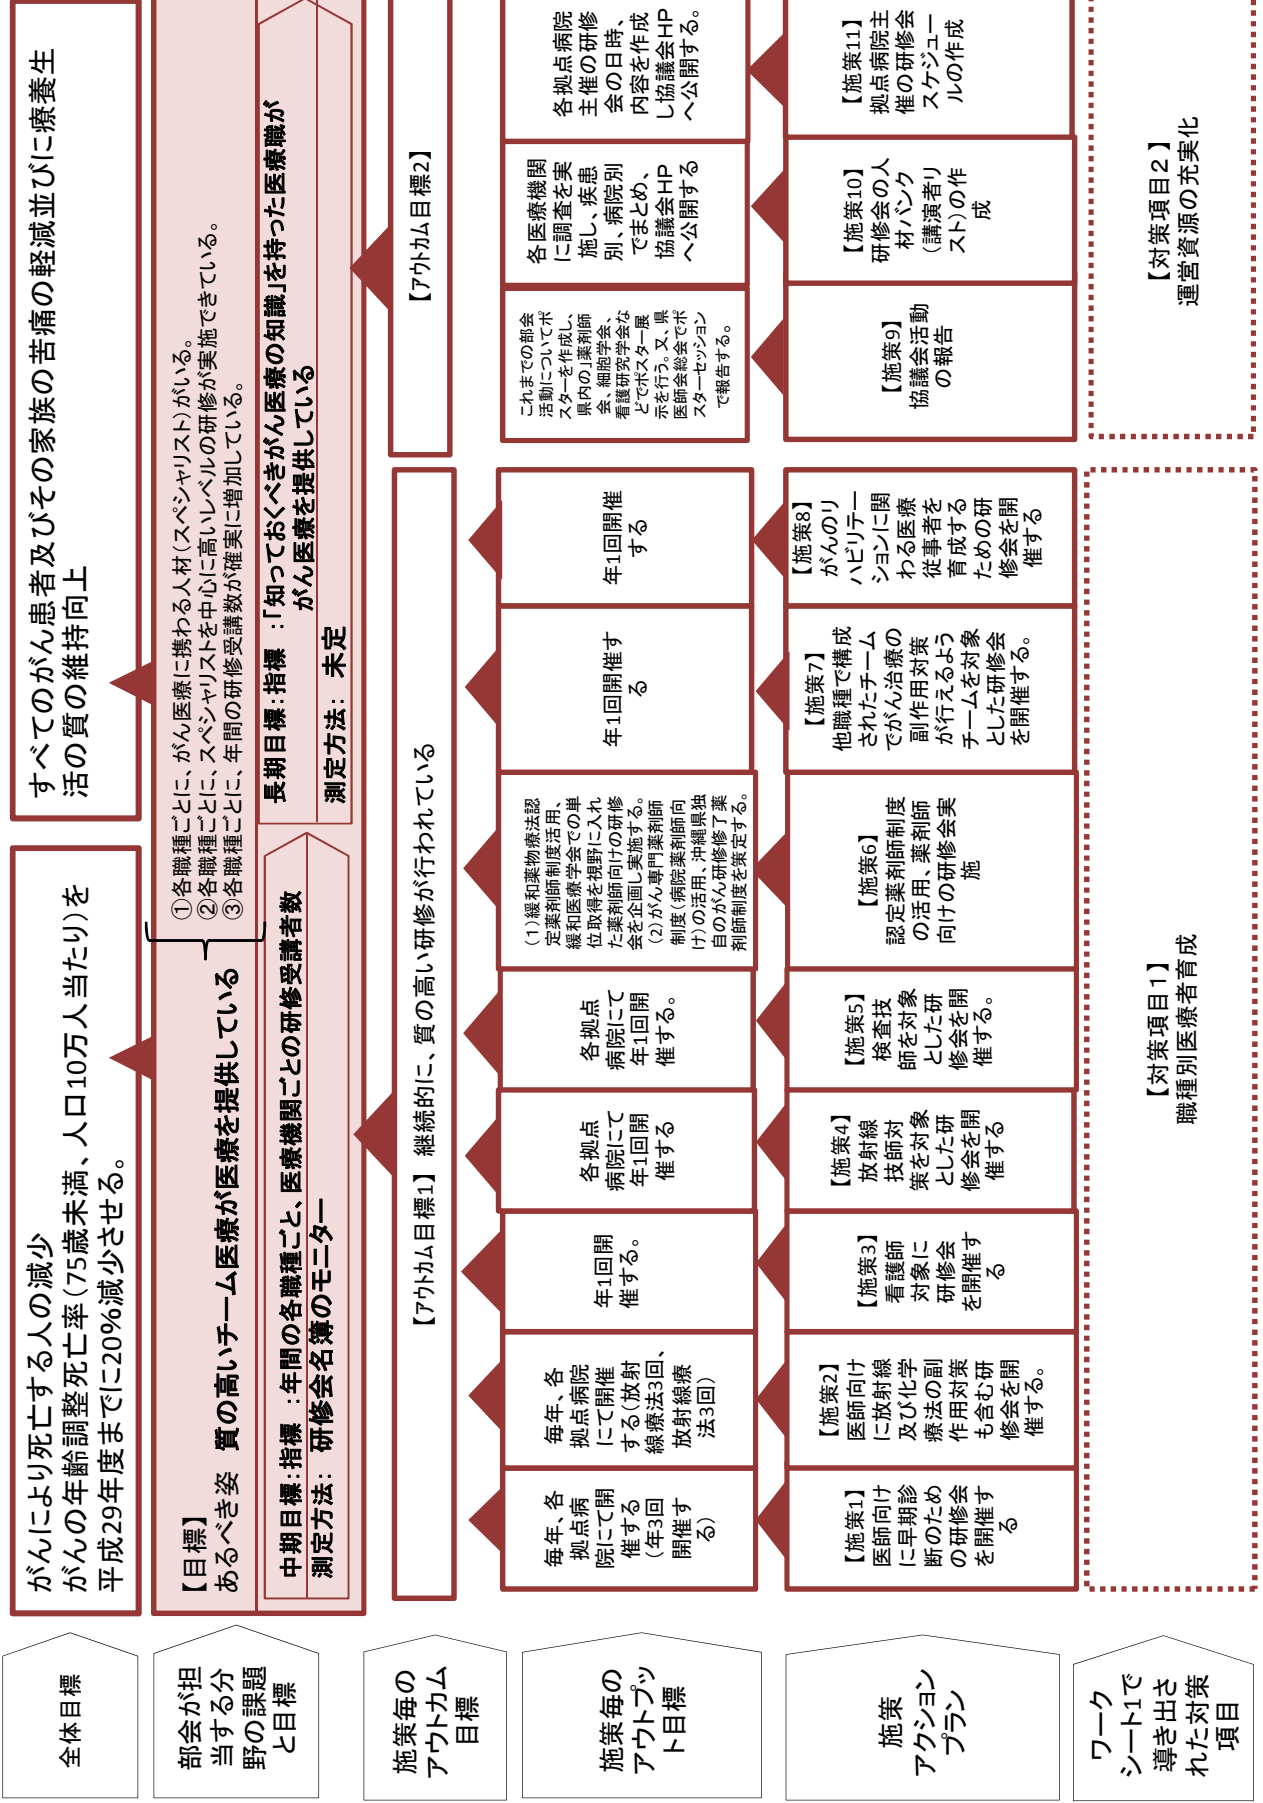 全体目標
がんにより死亡する人の減少
がんの年齢調整死亡率(75歳未満、人口10万人当たり)を
平成29年度までに20%減少させる。
すべてのがん患者及びその家族の苦痛の軽減並びに療養生
活の質の維持向上
部会が担
当する分
野の課題
と目標
【目標】
あるべき姿 質の高いチーム医療が医療を提供している
①各職種ごとに、がん医療に携わる人材(スペシャリスト)がいる。
②各職種ごとに、スペシャリストを中心に高いレベルの研修が実施できている。
③各職種ごとに、年間の研修受講数が確実に増加している。
中期目標:指標 :年間の各職種ごと、医療機関ごとの研修受講者数
測定方法: 研修会名簿のモニター
長期目標:指標 :「知っておくべきがん医療の知識」を持った医療職が
がん医療を提供している
測定方法: 未定
施策毎の
アウトカム
目標
【アウトカム目標1】 継続的に、質の高い研修が行われている
【アウトカム目標2】
施策毎の
アウトプッ
ト目標
毎年、各
拠点病
院にて開
催する
(年3回
開催す
る)
毎年、各
拠点病院
にて開催
する(放射
線療法3回、
放射線療
法3回)
年1回開
催する。
各拠点
病院にて
年1回開
催する
各拠点
病院にて
年1回開
催する。
(1)緩和薬物療法認
定薬剤師制度活用、
緩和医療学会での単
位取得を視野に入れ
た薬剤師向けの研修
会を企画し実施する。
(2)がん専門薬剤師
制度(病院薬剤師向
け)の活用、沖縄県独
自のがん研修修了薬
剤師制度を策定する。
年1回開催す
る
年1回開催
する
これまでの部会
活動についてポ
スターを作成し、
県内の」薬剤師
会、細胞学会、
看護研究学会な
どでポスター展
示を行う。又、県
医師会総会でポ
スターセッション
で報告する。
各医療機関
に調査を実
施し、疾患
別、病院別
でまとめ、
協議会HP
へ公開する
各拠点病院
主催の研修
会の日時、
内容を作成
し協議会HP
へ公開する。
施策
アクション
プラン
【施策1】
医師向け
に早期診
断のため
の研修会
を開催す
る
【施策2】
医師向け
に放射線
及び化学
療法の副
作用対策
も含む研
修会を開
催する。
【施策3】
看護師
対象に
研修会
を開催す
る
【施策4】
放射線
技師対
策を対象
とした研
修会を開
催する
【施策5】
検査技
師を対象
とした研
修会を開
催する。
【施策6】
認定薬剤師制度
の活用、薬剤師
向けの研修会実
施
【施策7】
他職種で構成
されたチーム
でがん治療の
副作用対策
が行えるよう
チームを対象
とした研修会
を開催する。
【施策8】
がんのリ
ハビリテー
ションに関
わる医療
従事者を
育成する
ための研
修会を開
催する
【施策9】
協議会活動
の報告
【施策10】
研修会の人
材バンク
(講演者リ
スト)の作
成
【施策11】
拠点病院主
催の研修会
スケジュー
ルの作成
ワーク
シート1で
導き出さ
れた対策
項目
【対策項目1】
職種別医療者育成
【対策項目2】
運営資源の充実化